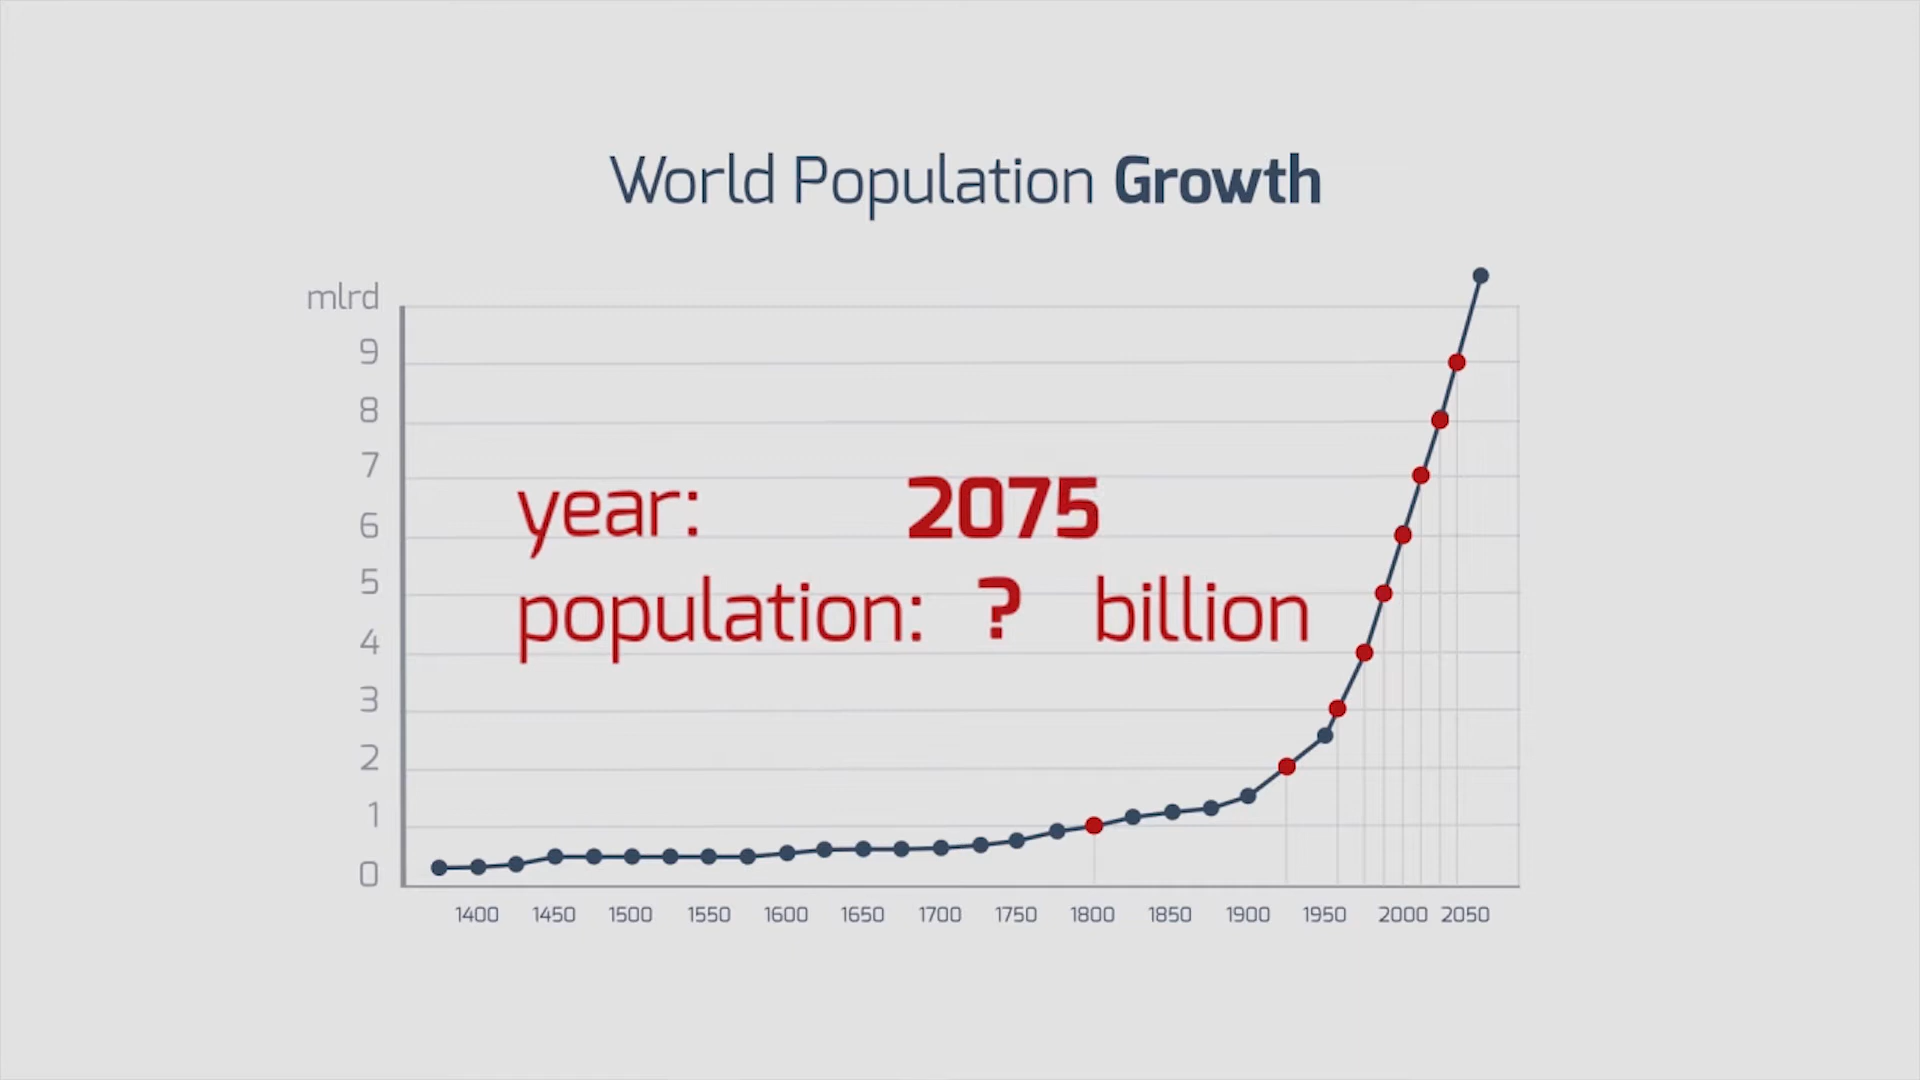 World Population Growth
mlrd
9
8
7
6
5
4
3
2
1
0
year: 2075
population: ? billion
1400 1450 1500 1550 1600 1650 1700 1750 1800 1850 1900 1950 2000 2050